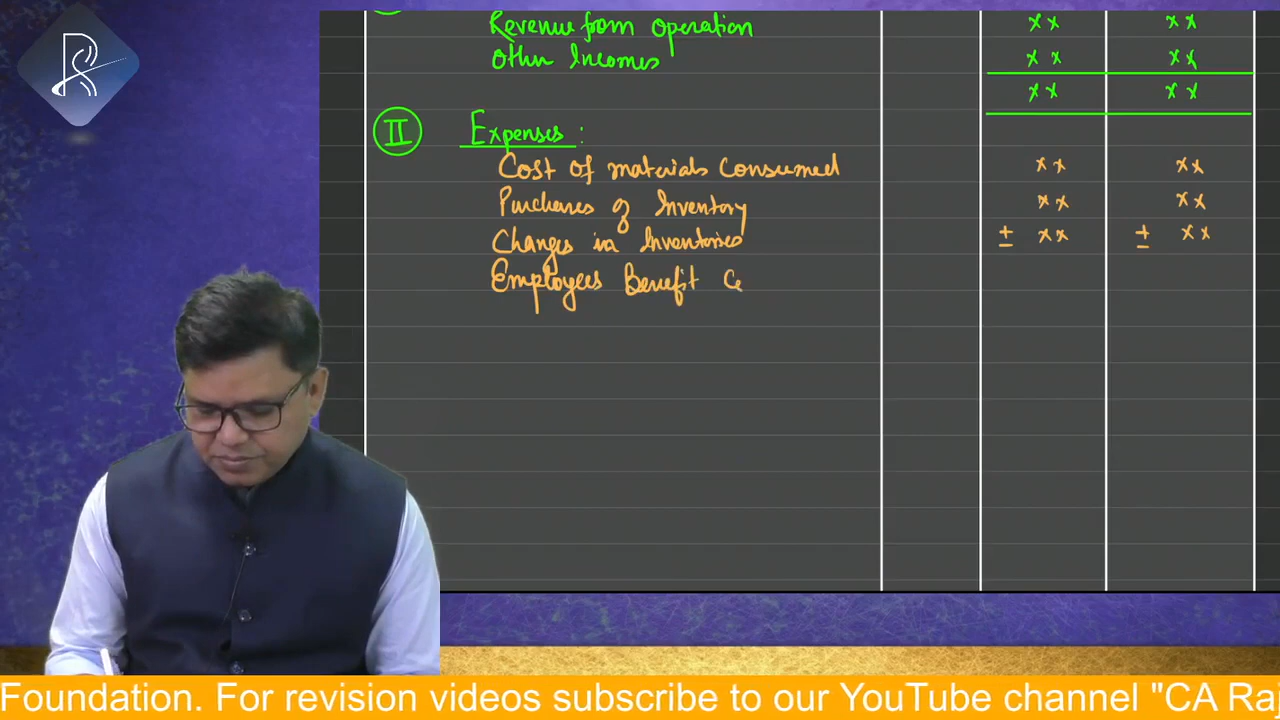 Revenue from Operation xx xx
Other Incomes xx xx
xx xx
II Expenses :
Cost of materials Consumed xx xx
Purchases of Inventory xx xx
Changes in Inventories ± xx ± xx
Employees Benefit
Foundation. For revision videos subscribe to our YouTube channel "CA Raj